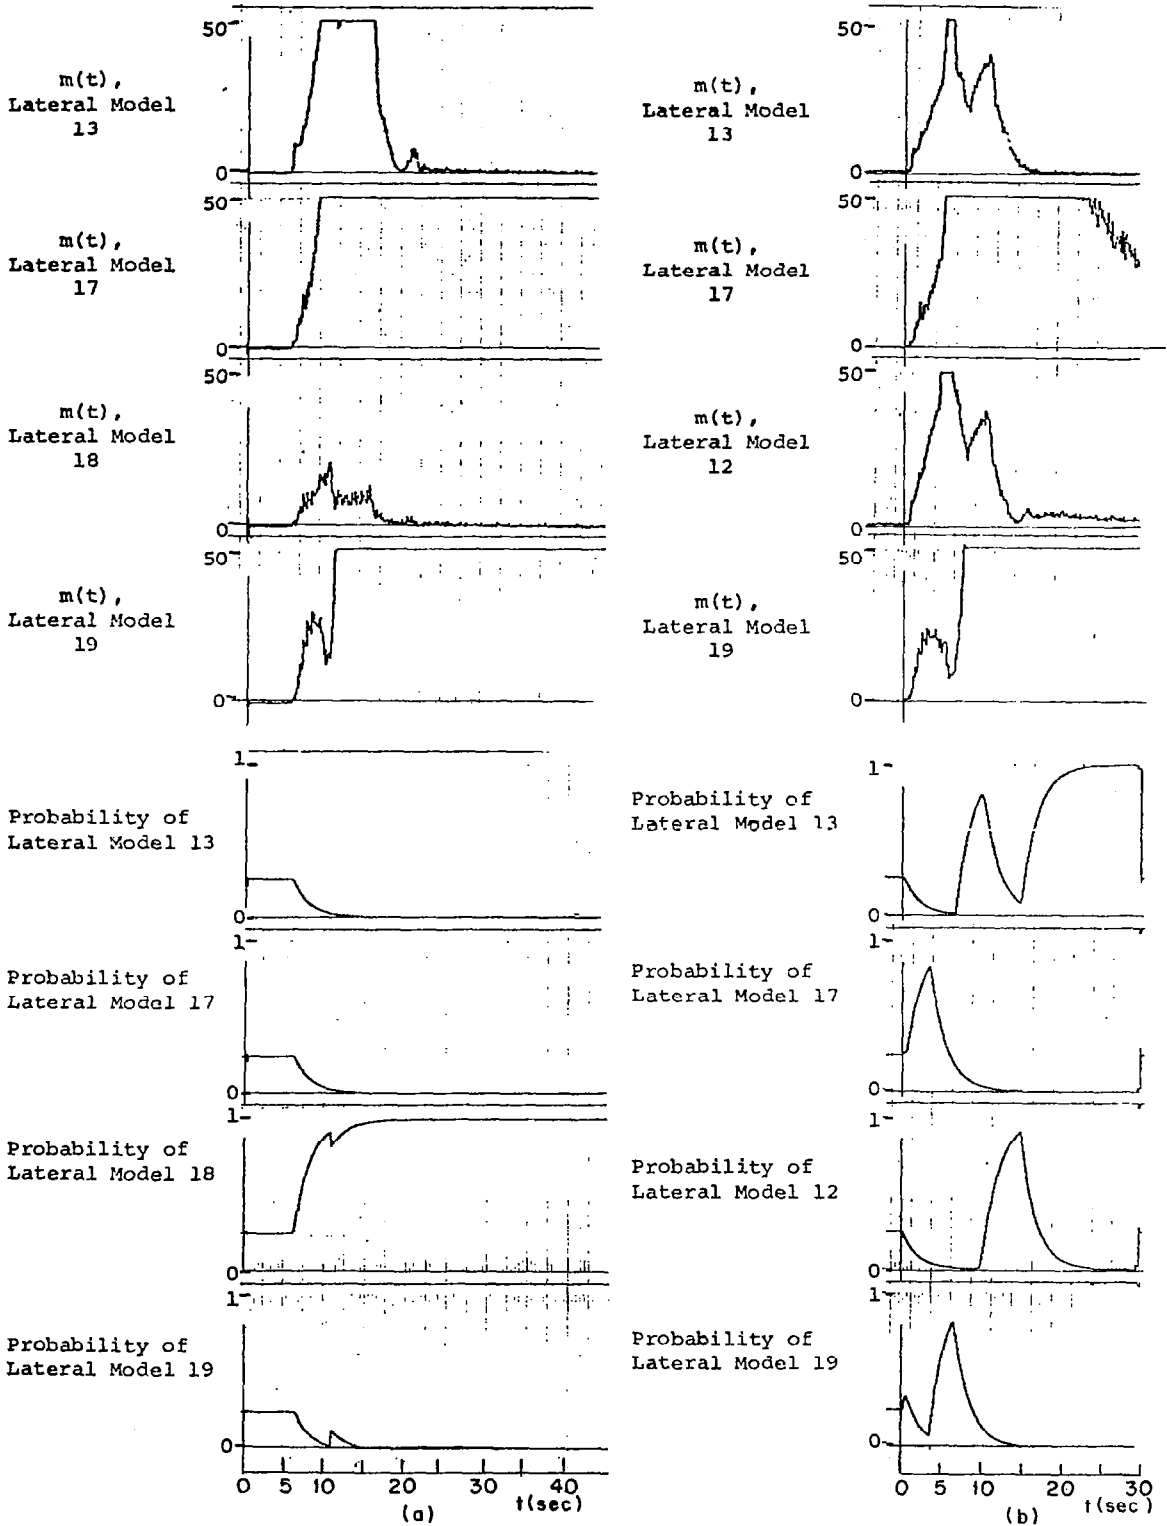 50
m(t),
Lateral Model
13
0
50
m(t),
Lateral Model
17
0
50
m(t),
Lateral Model
18
0
50
m(t),
Lateral Model
19
0
1
Probability of
Lateral Model 13
0
1
Probability of
Lateral Model 17
0
1
Probability of
Lateral Model 18
0
1
Probability of
Lateral Model 19
0
0 5 10 20 30 40
t(sec)
(a)
50
m(t),
Lateral Model
13
0
50
m(t),
Lateral Model
17
0
50
m(t),
Lateral Model
12
0
50
m(t),
Lateral Model
19
0
1
Probability of
Lateral Model 13
0
1
Probability of
Lateral Model 17
0
1
Probability of
Lateral Model 12
0
1
Probability of
Lateral Model 19
0
0 5 10 20 30
t(sec)
(b)